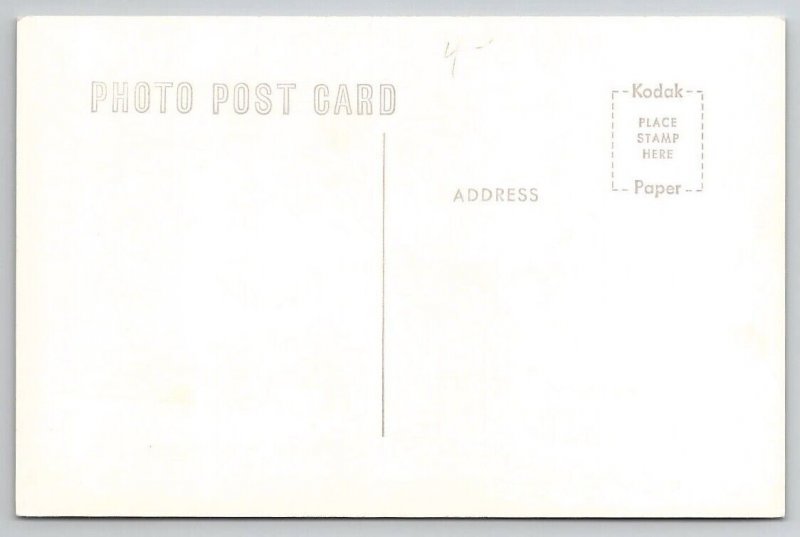 4-
PHOTO POST CARD
Kodak
PLACE
STAMP
HERE
Paper
ADDRESS